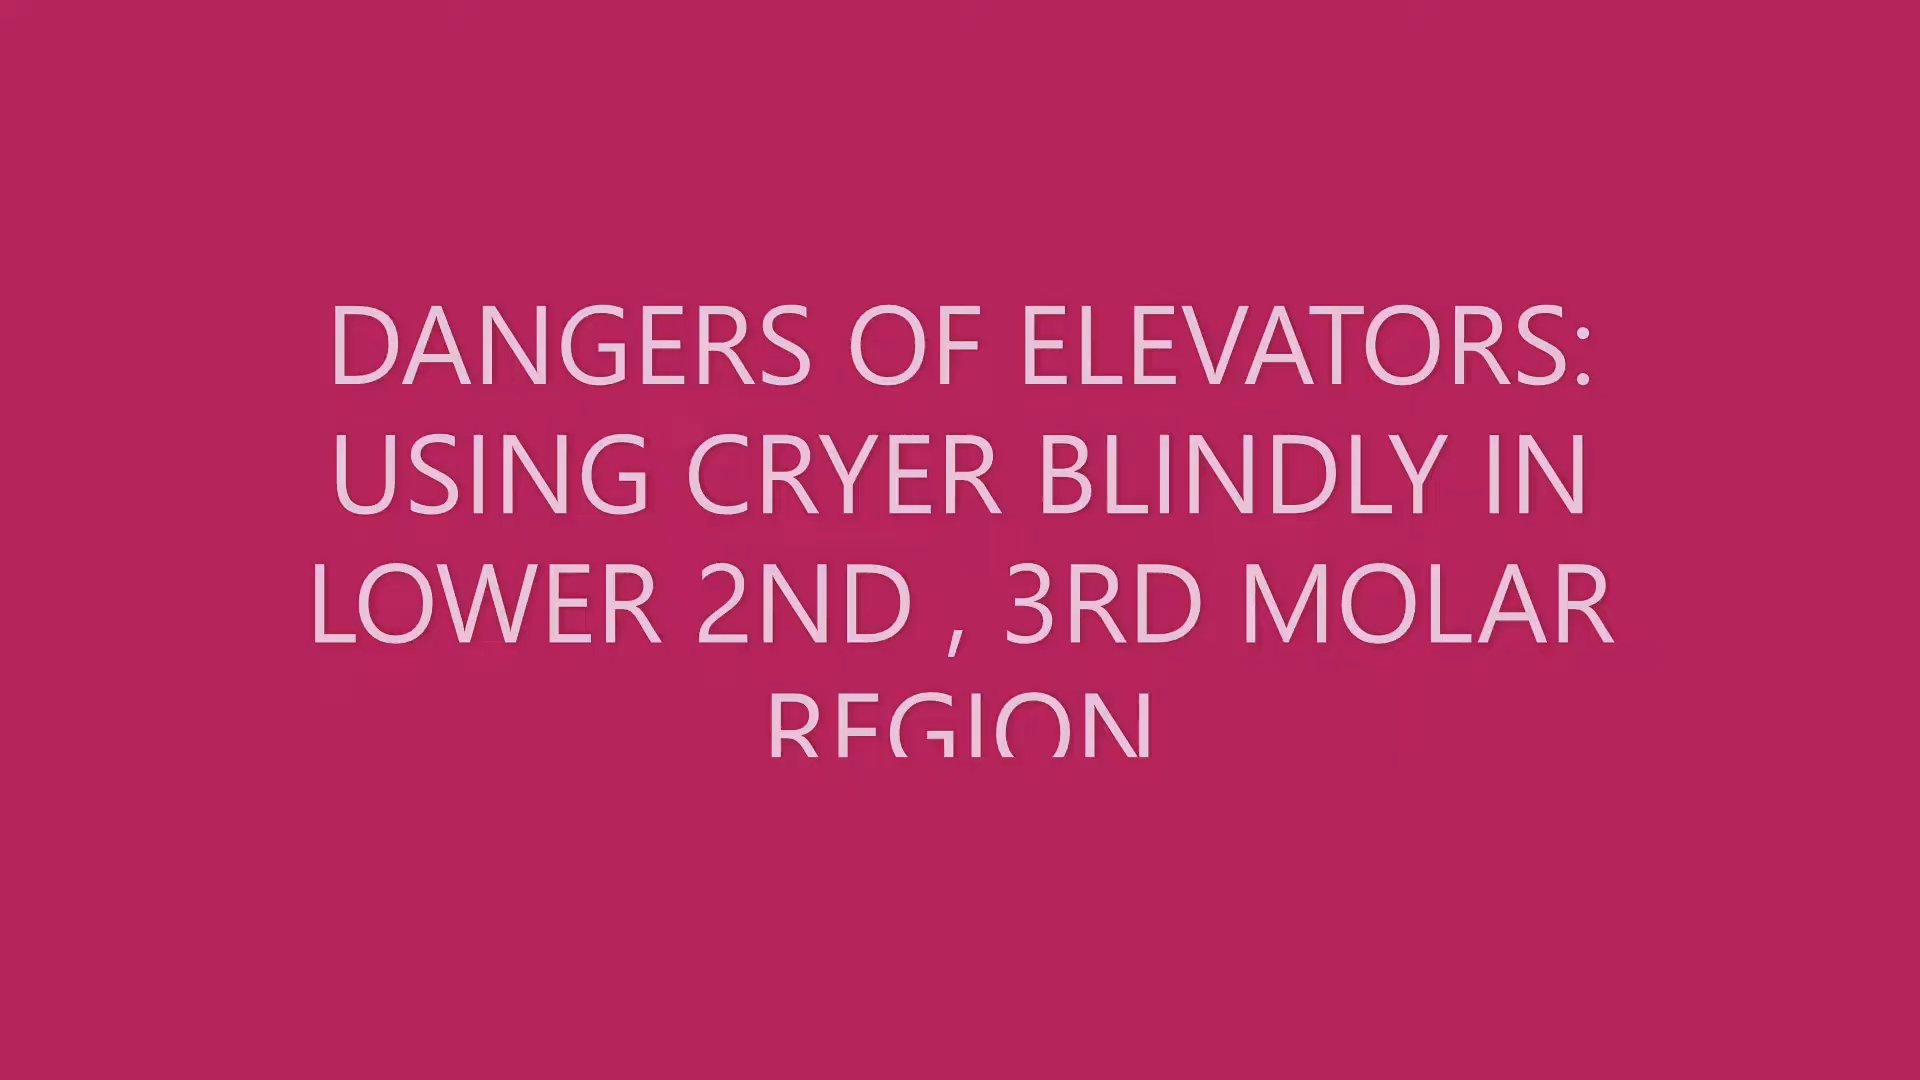 DANGERS OF ELEVATORS:
USING CRYER BLINDLY IN
LOWER 2ND , 3RD MOLAR
REGION